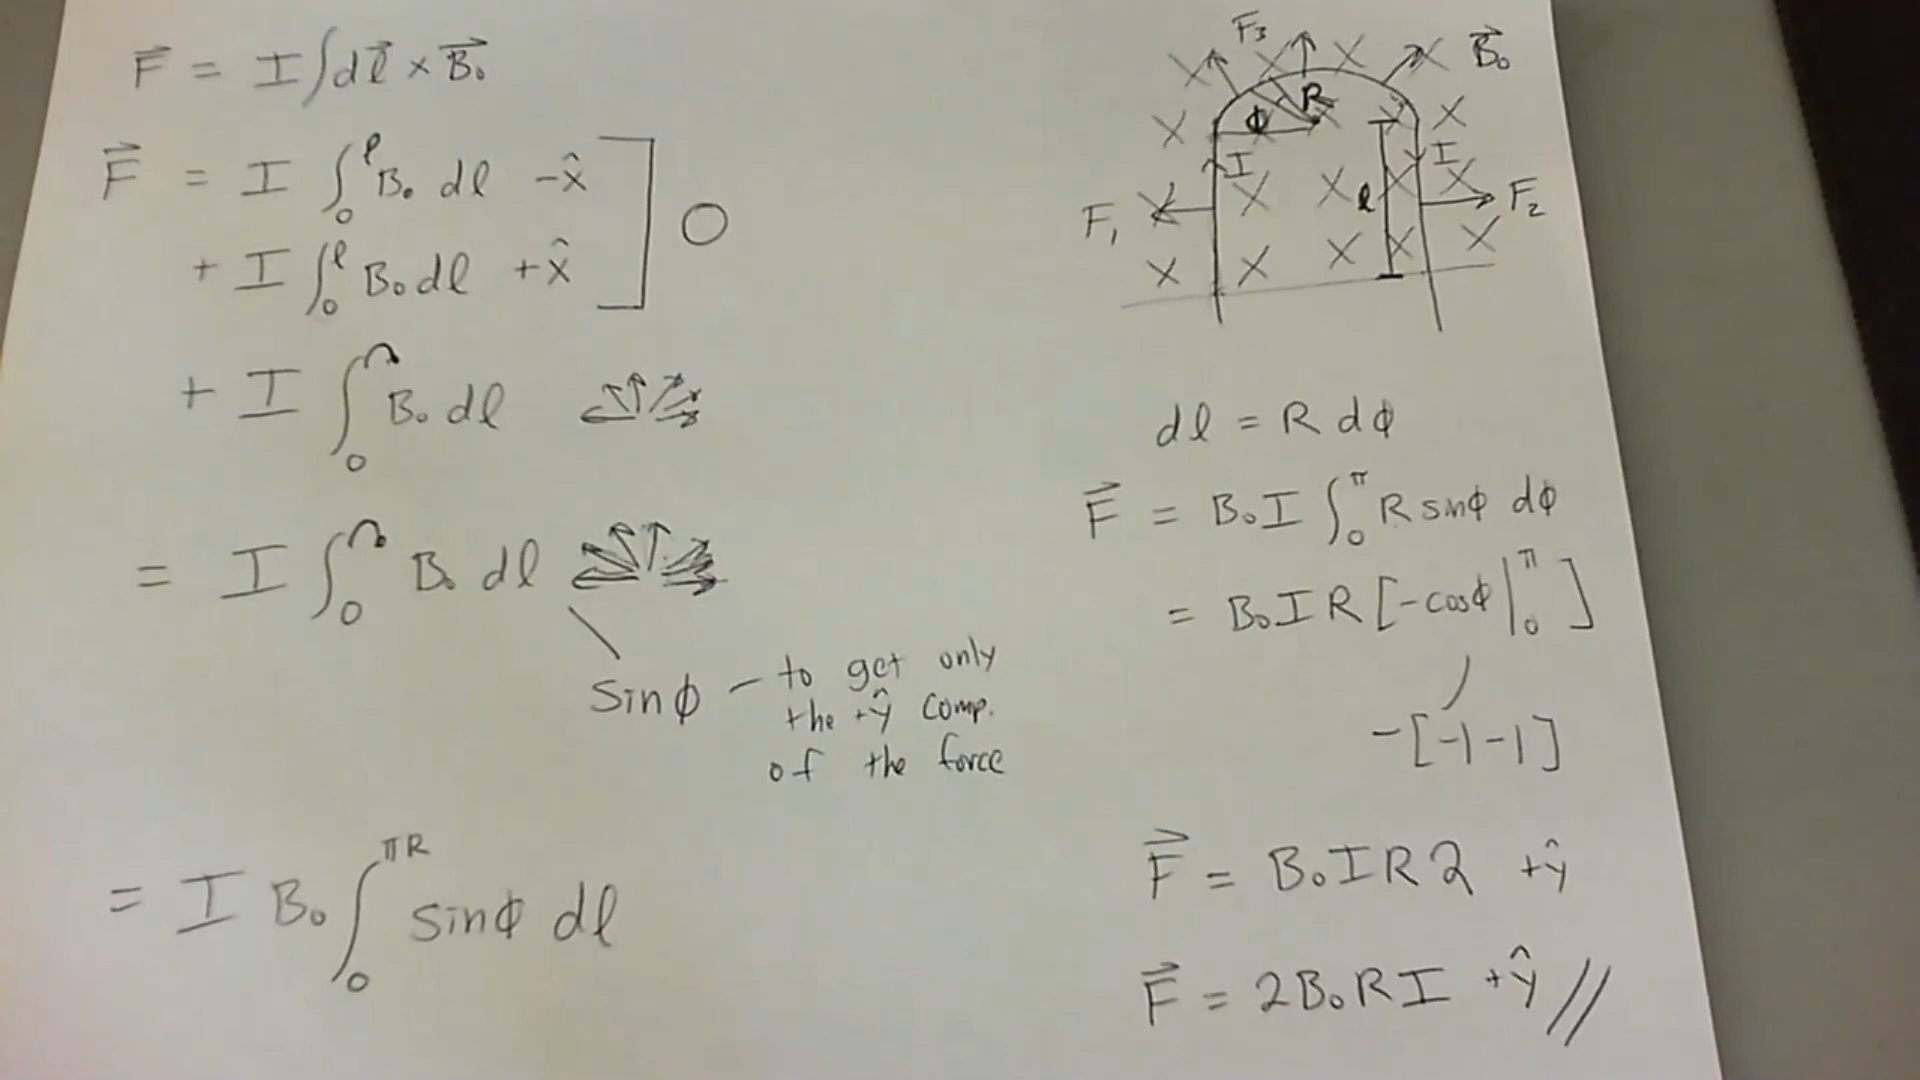 F⃗ = I∫dl⃗ × B⃗₀
F⃗ = I ∫₀ˡ B₀ dl -x̂
+ I ∫₀ˡ B₀ dl +x̂
] 0
+ I ∫₀ B₀ dl
= I ∫₀ B₀ dl
sinϕ – to get only
the +ŷ comp.
of the force
= I B₀ ∫₀^πR sinϕ dl
F₃
B⃗₀
R
ϕ
I
I
l
F₁
F₂
dl = R dϕ
F⃗ = B₀I ∫₀^π R sinϕ dϕ
= B₀IR [-cosϕ|₀^π]
-[-1-1]
F⃗ = B₀IR2 +ŷ
F⃗ = 2B₀RI +ŷ //